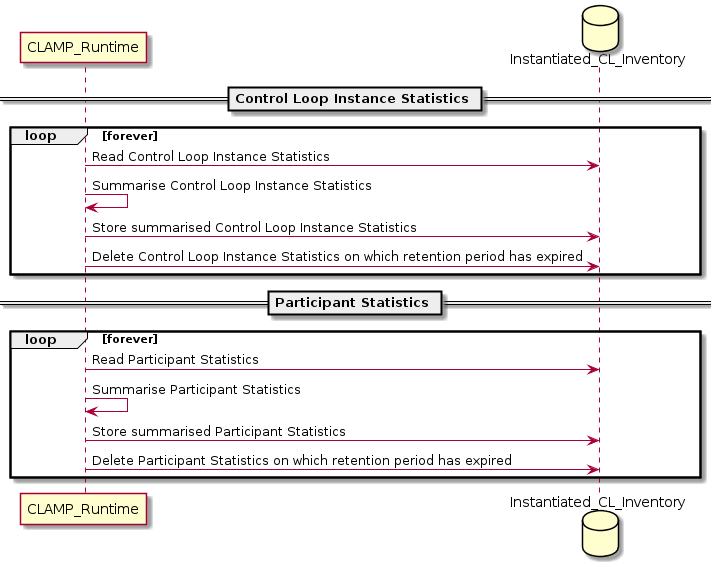 CLAMP_Runtime
Instantiated_CL_Inventory
Control Loop Instance Statistics
loop [forever]
Read Control Loop Instance Statistics
Summarise Control Loop Instance Statistics
Store summarised Control Loop Instance Statistics
Delete Control Loop Instance Statistics on which retention period has expired
Participant Statistics
loop [forever]
Read Participant Statistics
Summarise Participant Statistics
Store summarised Participant Statistics
Delete Participant Statistics on which retention period has expired
CLAMP_Runtime
Instantiated_CL_Inventory